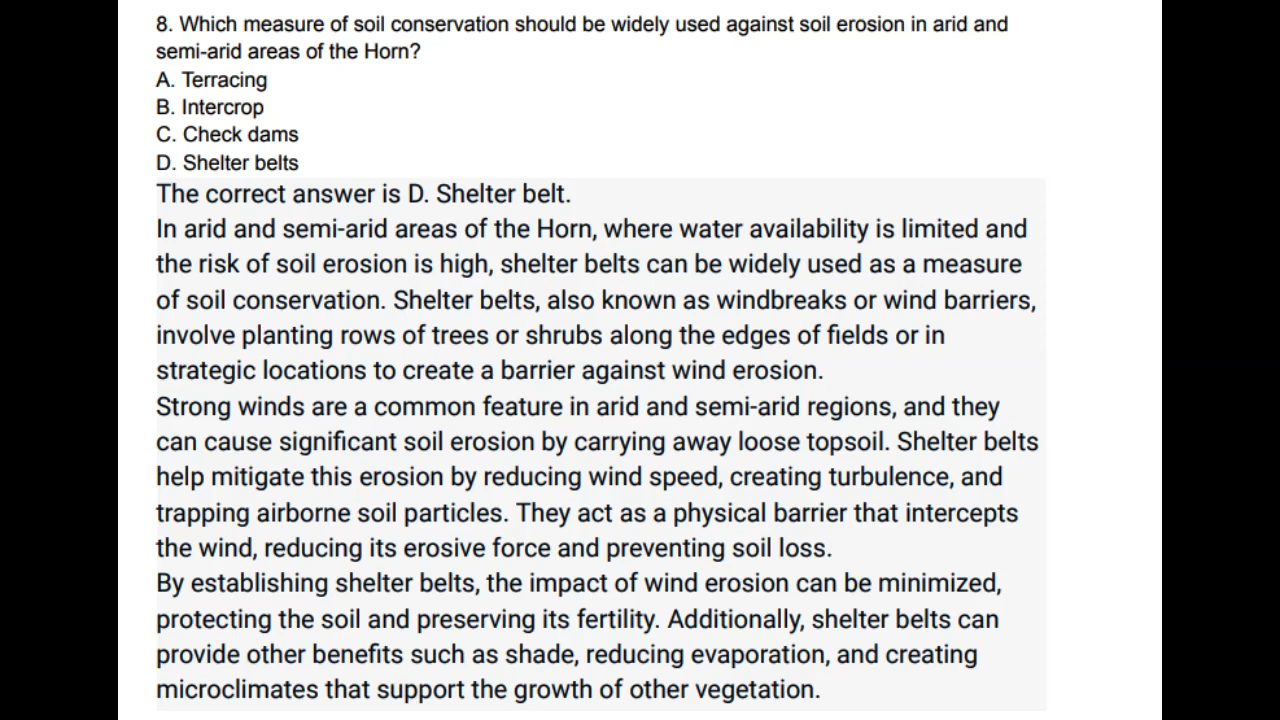 8. Which measure of soil conservation should be widely used against soil erosion in arid and
semi-arid areas of the Horn?
A. Terracing
B. Intercrop
C. Check dams
D. Shelter belts
The correct answer is D. Shelter belt.
In arid and semi-arid areas of the Horn, where water availability is limited and
the risk of soil erosion is high, shelter belts can be widely used as a measure
of soil conservation. Shelter belts, also known as windbreaks or wind barriers,
involve planting rows of trees or shrubs along the edges of fields or in
strategic locations to create a barrier against wind erosion.
Strong winds are a common feature in arid and semi-arid regions, and they
can cause significant soil erosion by carrying away loose topsoil. Shelter belts
help mitigate this erosion by reducing wind speed, creating turbulence, and
trapping airborne soil particles. They act as a physical barrier that intercepts
the wind, reducing its erosive force and preventing soil loss.
By establishing shelter belts, the impact of wind erosion can be minimized,
protecting the soil and preserving its fertility. Additionally, shelter belts can
provide other benefits such as shade, reducing evaporation, and creating
microclimates that support the growth of other vegetation.